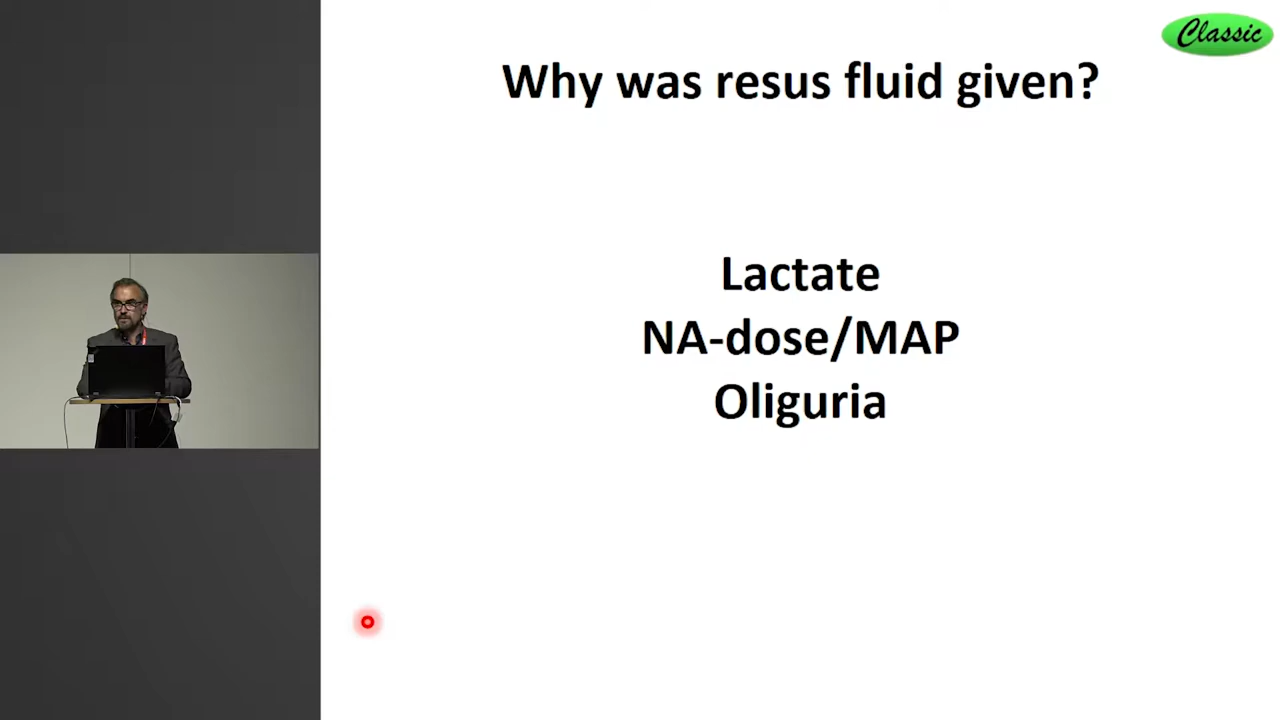 Classic
Why was resus fluid given?
Lactate
NA-dose/MAP
Oliguria